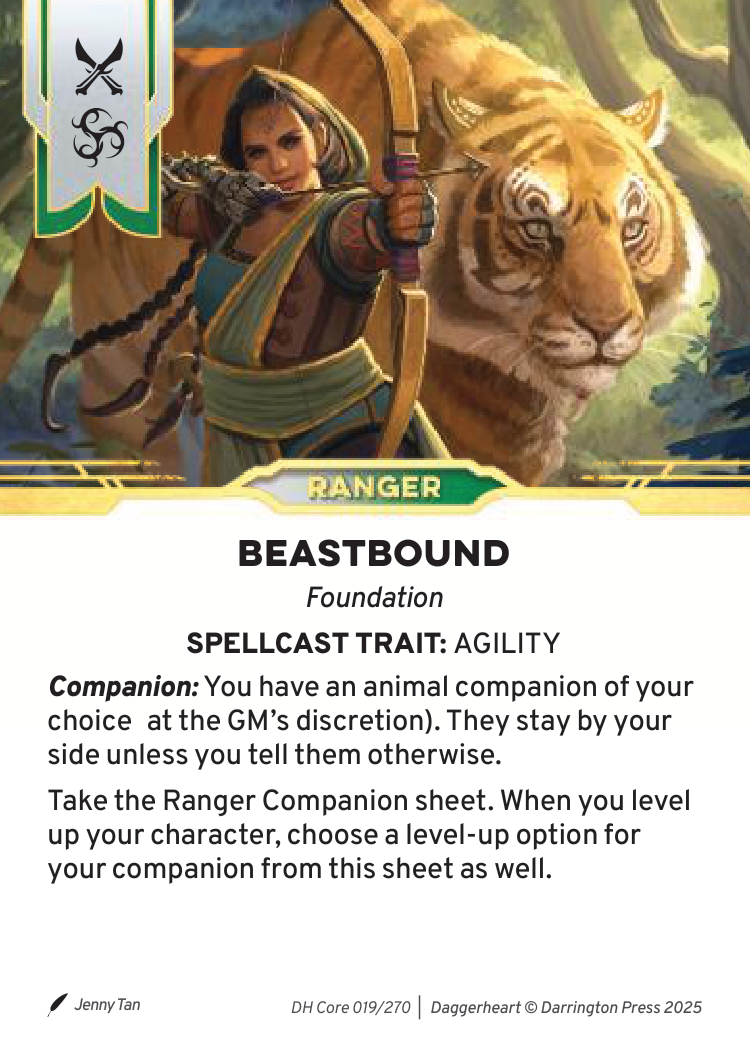 RANGER
BEASTBOUND
Foundation
SPELLCAST TRAIT: AGILITY
Companion: You have an animal companion of your
choice at the GM's discretion). They stay by your
side unless you tell them otherwise.
Take the Ranger Companion sheet. When you level
up your character, choose a level-up option for
your companion from this sheet as well.
Jenny Tan
DH Core 019/270 | Daggerheart © Darrington Press 2025